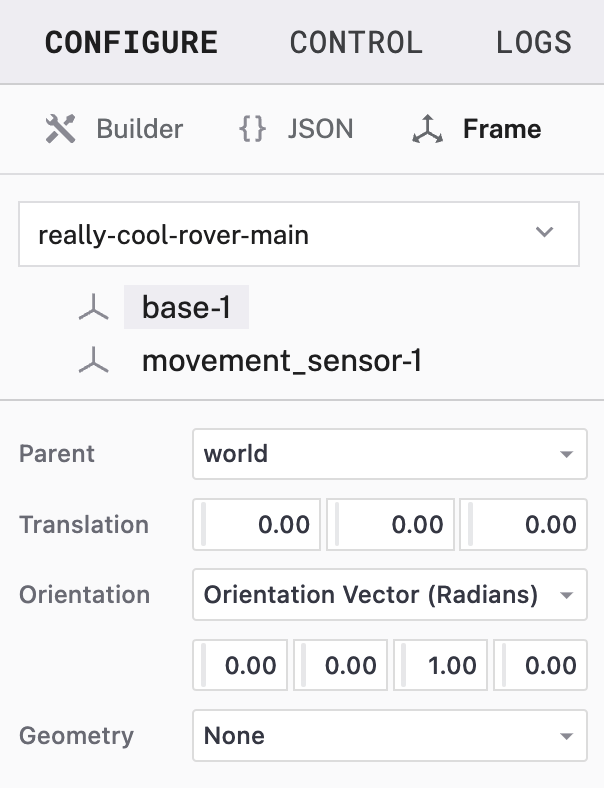 CONFIGURE CONTROL LOGS
Builder {} JSON Frame
really-cool-rover-main
base-1
movement_sensor-1
Parent world
Translation 0.00 0.00 0.00
Orientation Orientation Vector (Radians)
0.00 0.00 1.00 0.00
Geometry None